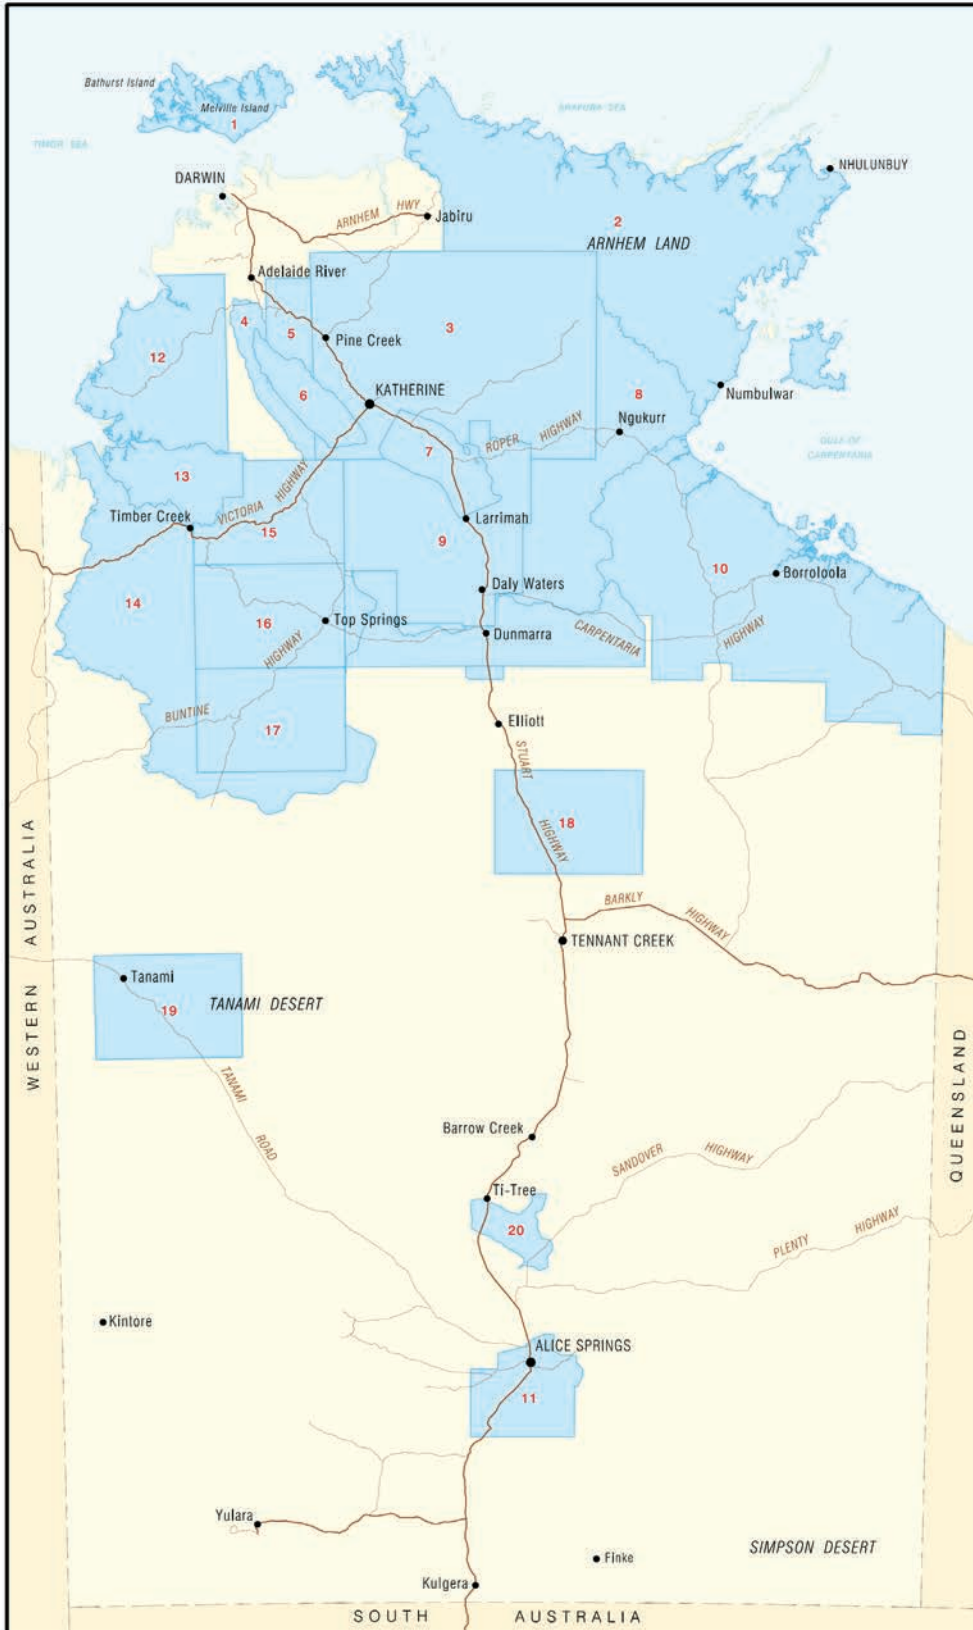 Bathurst Island
Melville Island
1
ARAFURA SEA
TIMOR SEA
NHULUNBUY
DARWIN
ARNHEM HWY
Jabiru
2
ARNHEM LAND
Adelaide River
4
5
3
Pine Creek
12
6
KATHERINE
8
Numbulwar
Ngukurr
ROPER HIGHWAY
7
GULF OF
CARPENTARIA
13
VICTORIA HIGHWAY
Timber Creek
Larrimah
15
9
10
Borroloola
14
Daly Waters
16
Top Springs
Dunmarra
CARPENTARIA HIGHWAY
BUNTINE HIGHWAY
17
Elliott
STUART HIGHWAY
18
BARKLY HIGHWAY
TENNANT CREEK
WESTERN AUSTRALIA
Tanami
19
TANAMI DESERT
TANAMI ROAD
QUEENSLAND
Barrow Creek
SANDOVER HIGHWAY
Ti-Tree
20
PLENTY HIGHWAY
Kintore
ALICE SPRINGS
11
Yulara
SIMPSON DESERT
Finke
Kulgera
SOUTH AUSTRALIA